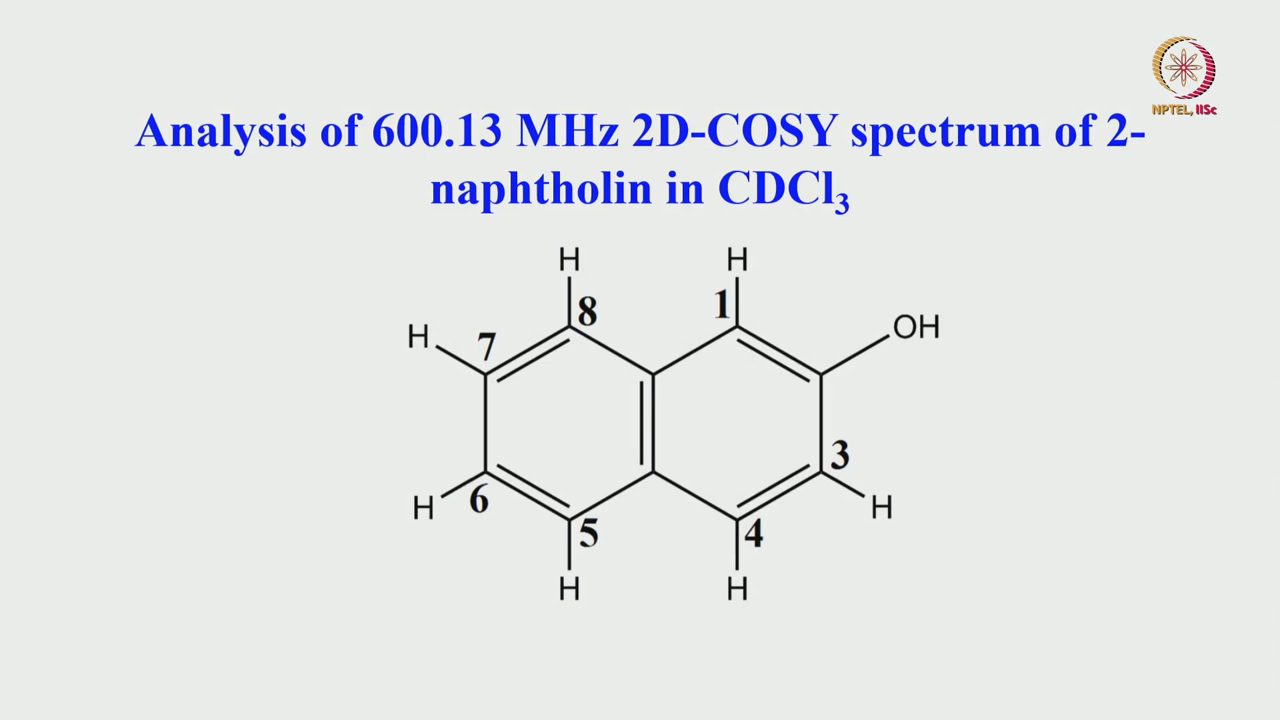 NPTEL, IISc
Analysis of 600.13 MHz 2D-COSY spectrum of 2-
naphtholin in CDCl₃
H H
8 1
H 7 OH
3
H 6 H
5 4
H H